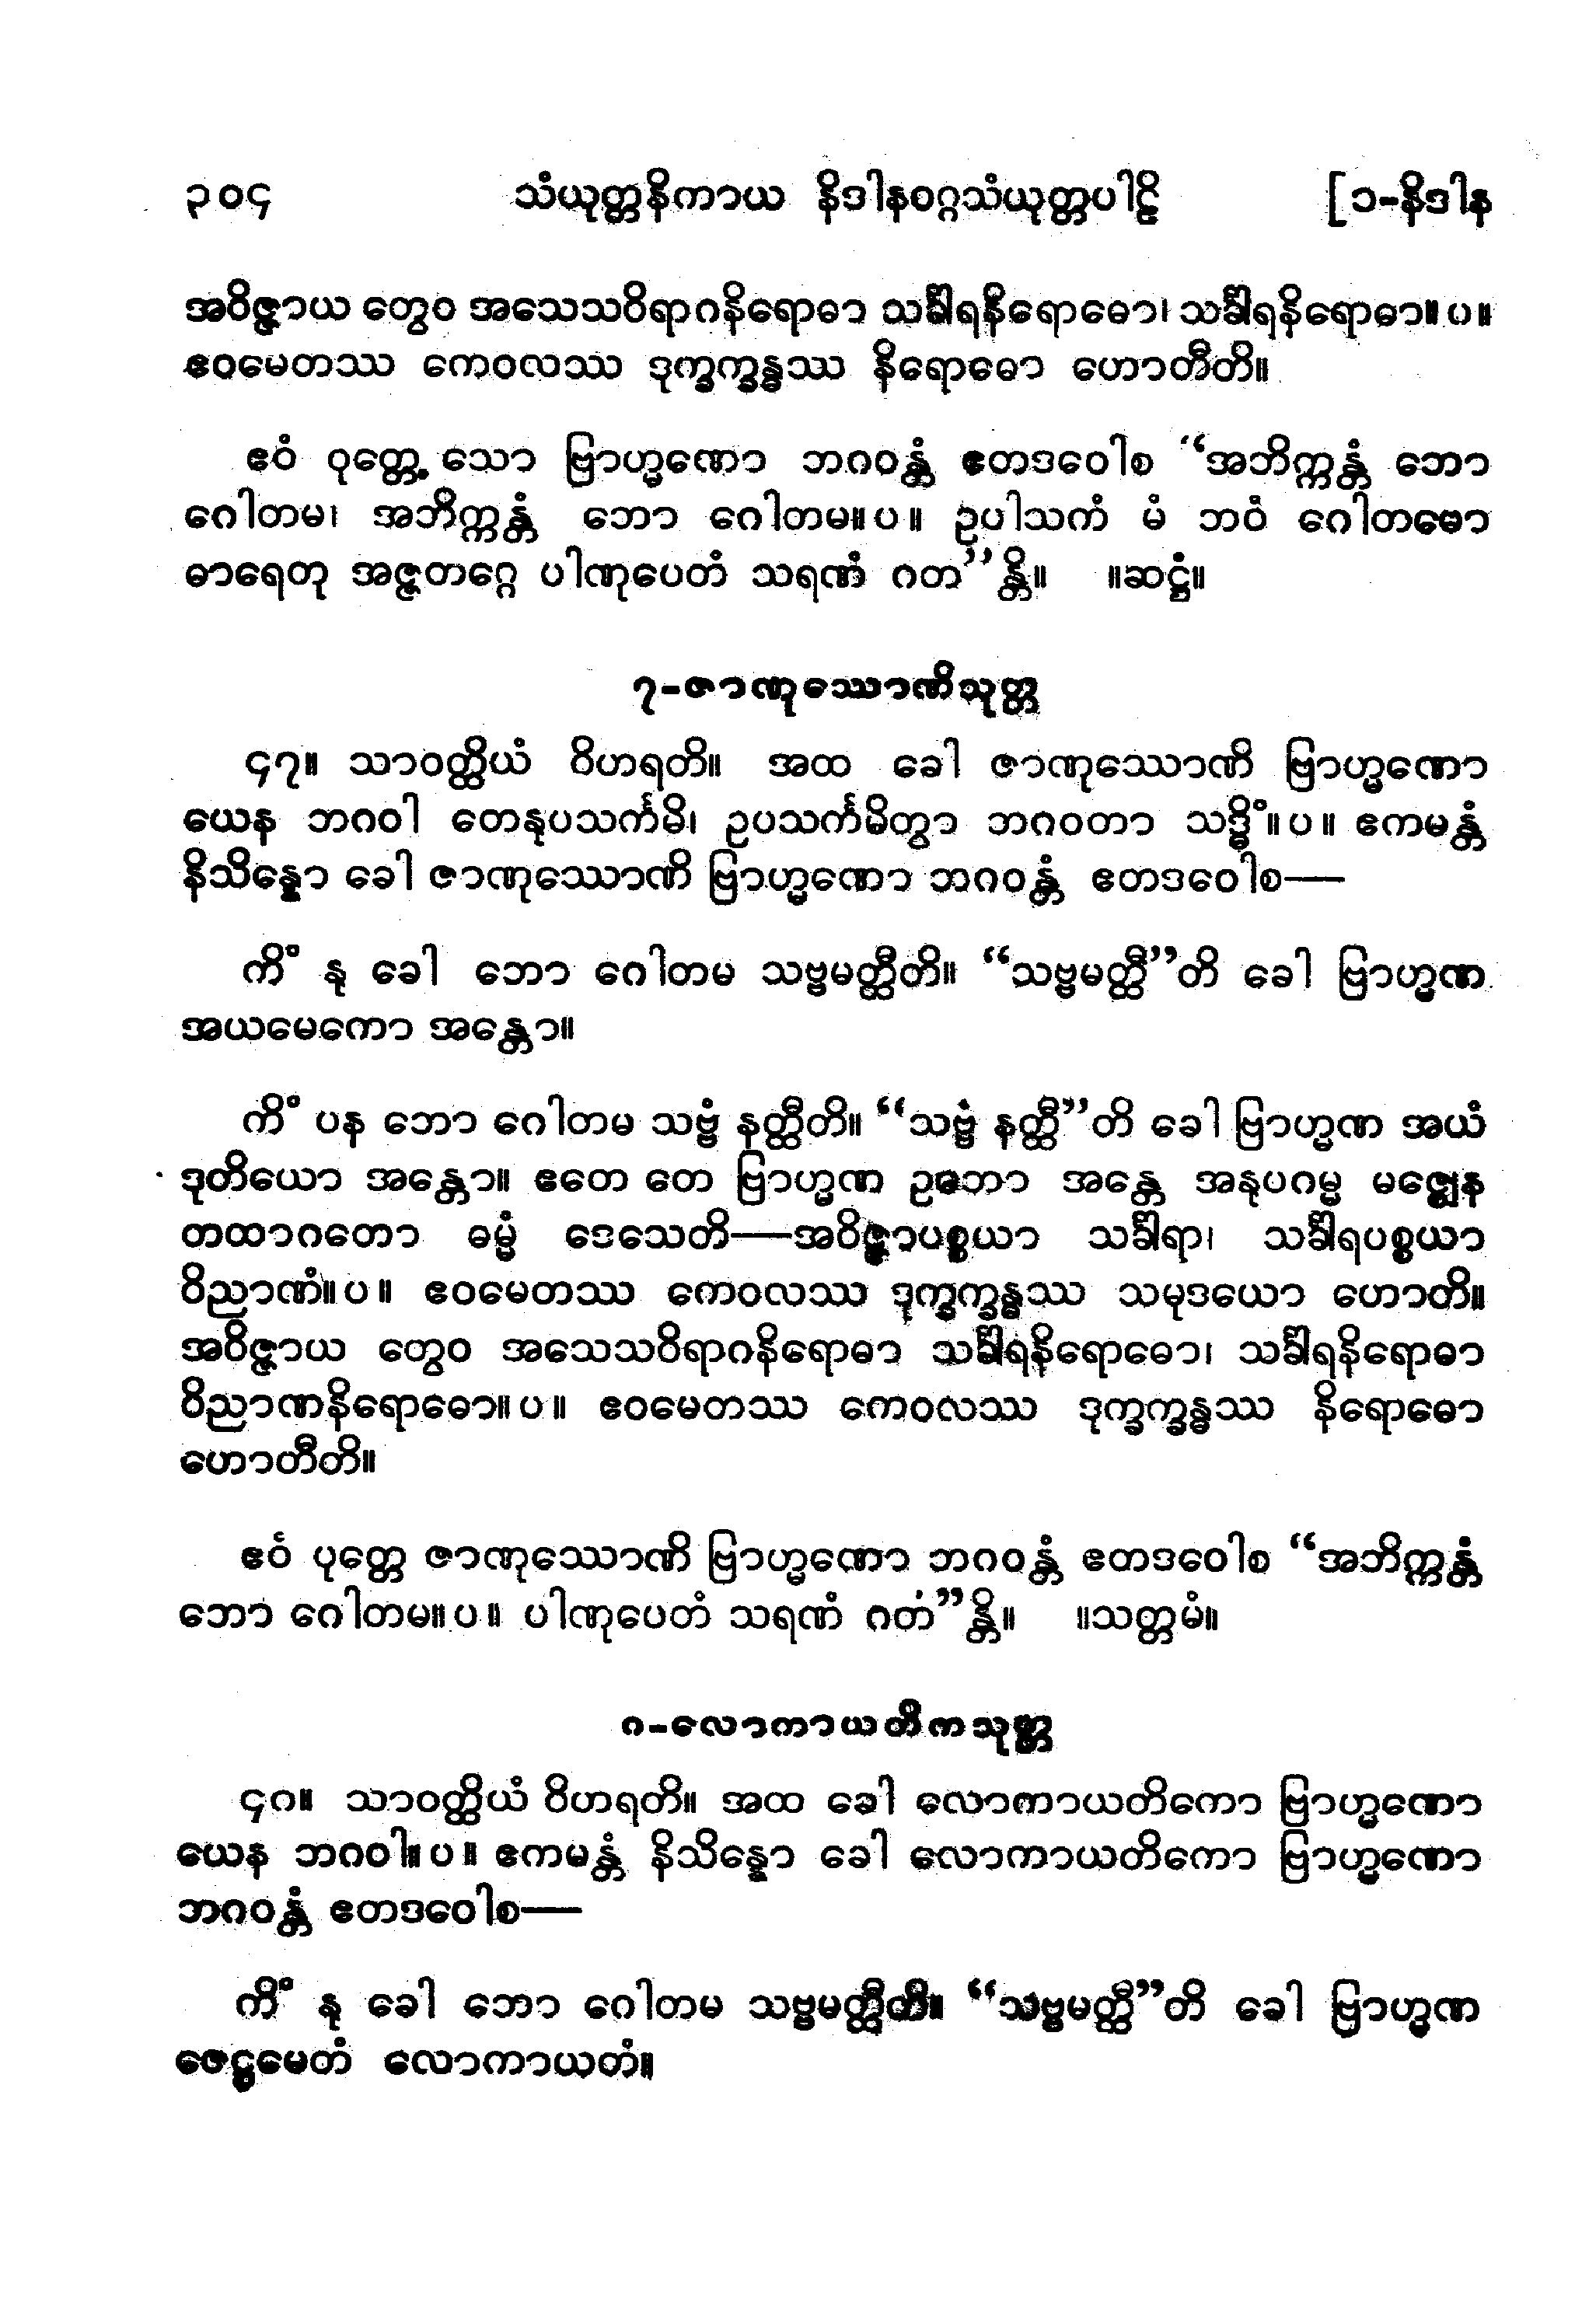 ၃၀၄ သံယုတ္တနိကာယ နိဒါနဝဂ္ဂသံယုတ္တပါဠိ [၁-နိဒါန
အဝိဇ္ဇာယ တွေဝ အသေသဝိရာဂနိရောဓာ သင်္ခါရနိရောဓော၊ သင်္ခါရနိရောဓာ။ပ။
ဧဝမေတဿ ကေဝလဿ ဒုက္ခက္ခန္ဓဿ နိရောဓော ဟောတီတိ။
ဧဝံ ဝုတ္တေ သော ဗြာဟ္မဏော ဘဂဝန္တံ ဧတဒဝေါစ “အဘိက္ကန္တံ ဘော
ဂေါတမ၊ အဘိက္ကန္တံ ဘော ဂေါတမ။ပ။ ဥပါသကံ မံ ဘဝံ ဂေါတမော
ဓာရေတု အဇ္ဇတဂ္ဂေ ပါဏုပေတံ သရဏံ ဂတ”န္တိ။ ။ဆဋ္ဌံ။
၇-ဇာဏုဿောဏိသုတ္တ
၄၇။ သာဝတ္ထိယံ ဝိဟရတိ။ အထ ခေါ ဇာဏုဿောဏိ ဗြာဟ္မဏော
ယေန ဘဂဝါ တေနုပသင်္ကမိ၊ ဥပသင်္ကမိတွာ ဘဂဝတာ သဒ္ဓိံ။ပ။ ဧကမန္တံ
နိသိန္နော ခေါ ဇာဏုဿောဏိ ဗြာဟ္မဏော ဘဂဝန္တံ ဧတဒဝေါစ—
ကိံ နု ခေါ ဘော ဂေါတမ သဗ္ဗမတ္ထီတိ။ “သဗ္ဗမတ္ထီ”တိ ခေါ ဗြာဟ္မဏ
အယမေကော အန္တော။
ကိံ ပန ဘော ဂေါတမ သဗ္ဗံ နတ္ထီတိ။ “သဗ္ဗံ နတ္ထီ”တိ ခေါ ဗြာဟ္မဏ အယံ
ဒုတိယော အန္တော။ ဧတေ တေ ဗြာဟ္မဏ ဥဘော အန္တေ အနုပဂမ္မ မဇ္ဈေန
တထာဂတော ဓမ္မံ ဒေသေတိ—အဝိဇ္ဇာပစ္စယာ သင်္ခါရာ၊ သင်္ခါရပစ္စယာ
ဝိညာဏံ။ပ။ ဧဝမေတဿ ကေဝလဿ ဒုက္ခက္ခန္ဓဿ သမုဒယော ဟောတိ။
အဝိဇ္ဇာယ တွေဝ အသေသဝိရာဂနိရောဓာ သင်္ခါရနိရောဓော၊ သင်္ခါရနိရောဓာ
ဝိညာဏနိရောဓော။ပ။ ဧဝမေတဿ ကေဝလဿ ဒုက္ခက္ခန္ဓဿ နိရောဓော
ဟောတီတိ။
ဧဝံ ပုတ္တေ ဇာဏုဿောဏိ ဗြာဟ္မဏော ဘဂဝန္တံ ဧတဒဝေါစ “အဘိက္ကန္တံ
ဘော ဂေါတမ။ပ။ ပါဏုပေတံ သရဏံ ဂတံ”န္တိ။ ။သတ္တမံ။
၈-လောကာယတိကသုတ္တ
၄၈။ သာဝတ္ထိယံ ဝိဟရတိ။ အထ ခေါ လောကာယတိကော ဗြာဟ္မဏော
ယေန ဘဂဝါ။ပ။ ဧကမန္တံ နိသိန္နော ခေါ လောကာယတိကော ဗြာဟ္မဏော
ဘဂဝန္တံ ဧတဒဝေါစ—
ကိံ နု ခေါ ဘော ဂေါတမ သဗ္ဗမတ္ထီတိ။ “သဗ္ဗမတ္ထီ”တိ ခေါ ဗြာဟ္မဏ
ဇေဋ္ဌမေတံ လောကာယတံ။